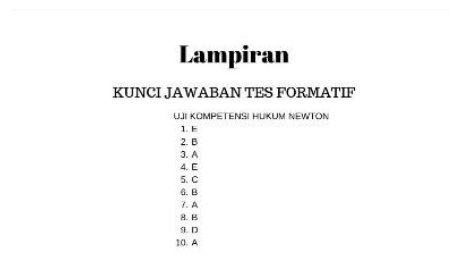 Lampiran
KUNCI JAWABAN TES FORMATIF
UJI KOMPETENSI HUKUM NEWTON
1. E
2. B
3. A
4. E
5. C
6. B
7. A
8. B
9. D
10. A